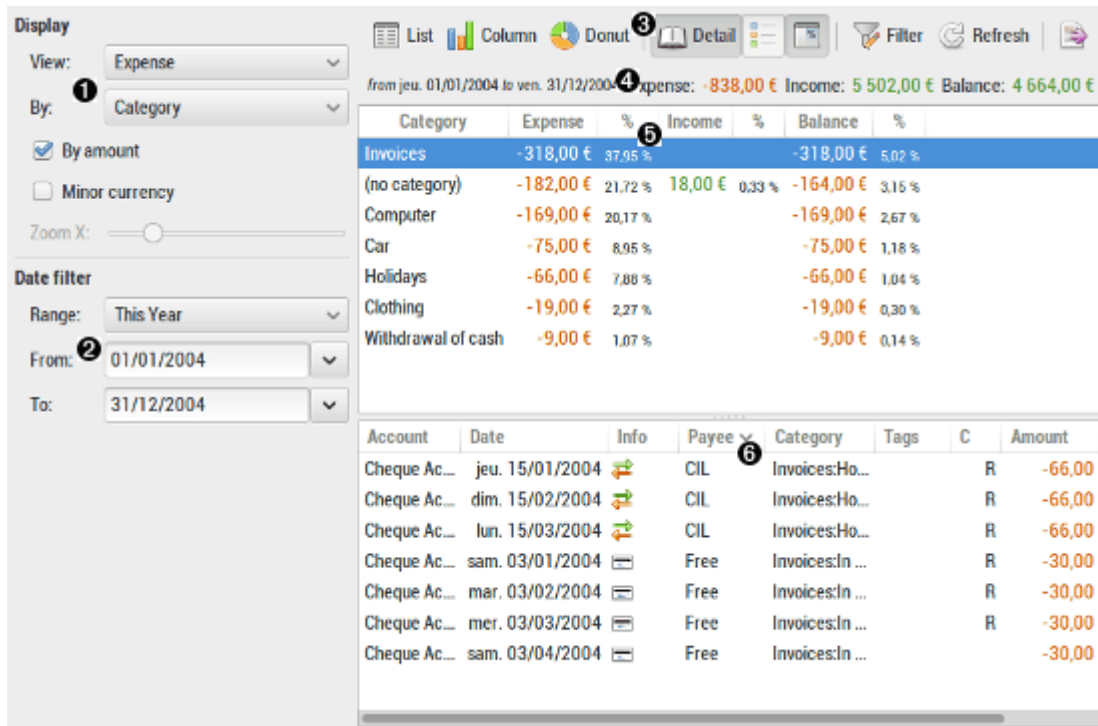 Display
View: Expense
❶
By: Category
By amount
Minor currency
Zoom X:
Date filter
Range: This Year
❷
From: 01/01/2004
To: 31/12/2004
List Column Donut ❸ Detail Filter Refresh
from jeu. 01/01/2004 to ven. 31/12/2004 ❹ xpense: -838,00 € Income: 5 502,00 € Balance: 4 664,00 €
Category Expense % ❺ Income % Balance %
Invoices -318,00 € 37,95 % -318,00 € 5,02 %
(no category) -182,00 € 21,72 % 18,00 € 0,33 % -164,00 € 3,15 %
Computer -169,00 € 20,17 % -169,00 € 2,67 %
Car -75,00 € 8,95 % -75,00 € 1,18 %
Holidays -66,00 € 7,88 % -66,00 € 1,04 %
Clothing -19,00 € 2,27 % -19,00 € 0,30 %
Withdrawal of cash -9,00 € 1,07 % -9,00 € 0,14 %
Account Date Info Payee ❻ Category Tags C Amount
Cheque Ac... jeu. 15/01/2004 CIL Invoices:Ho... R -66,00
Cheque Ac... dim. 15/02/2004 CIL Invoices:Ho... R -66,00
Cheque Ac... lun. 15/03/2004 CIL Invoices:Ho... R -66,00
Cheque Ac... sam. 03/01/2004 Free Invoices:In ... R -30,00
Cheque Ac... mar. 03/02/2004 Free Invoices:In ... R -30,00
Cheque Ac... mer. 03/03/2004 Free Invoices:In ... R -30,00
Cheque Ac... sam. 03/04/2004 Free Invoices:In ... -30,00